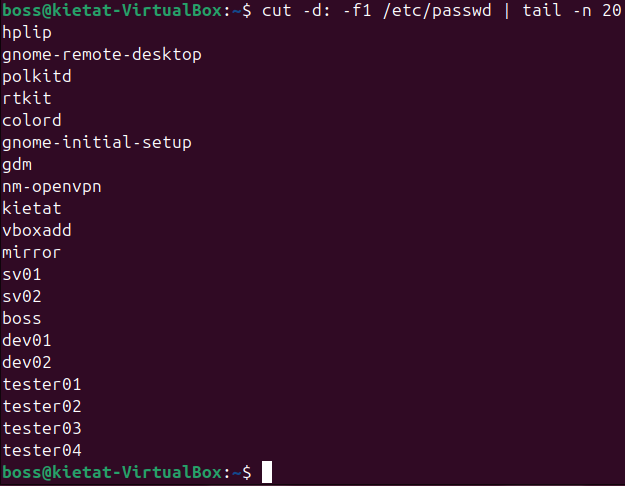 boss@kietat-VirtualBox:~$ cut -d: -f1 /etc/passwd | tail -n 20
hplip
gnome-remote-desktop
polkitd
rtkit
colord
gnome-initial-setup
gdm
nm-openvpn
kietat
vboxadd
mirror
sv01
sv02
boss
dev01
dev02
tester01
tester02
tester03
tester04
boss@kietat-VirtualBox:~$